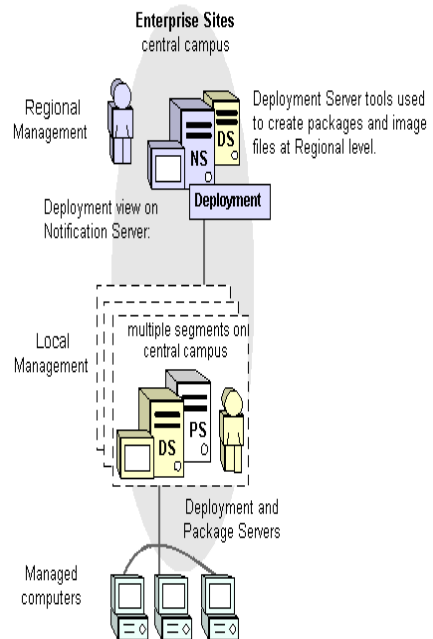 Enterprise Sites
central campus
Regional
Management
NS
DS
Deployment Server tools used
to create packages and image
files at Regional level.
Deployment view on
Notification Server:
Deployment
Local
Management
multiple segments on
central campus
DS
PS
Deployment and
Package Servers
Managed
computers